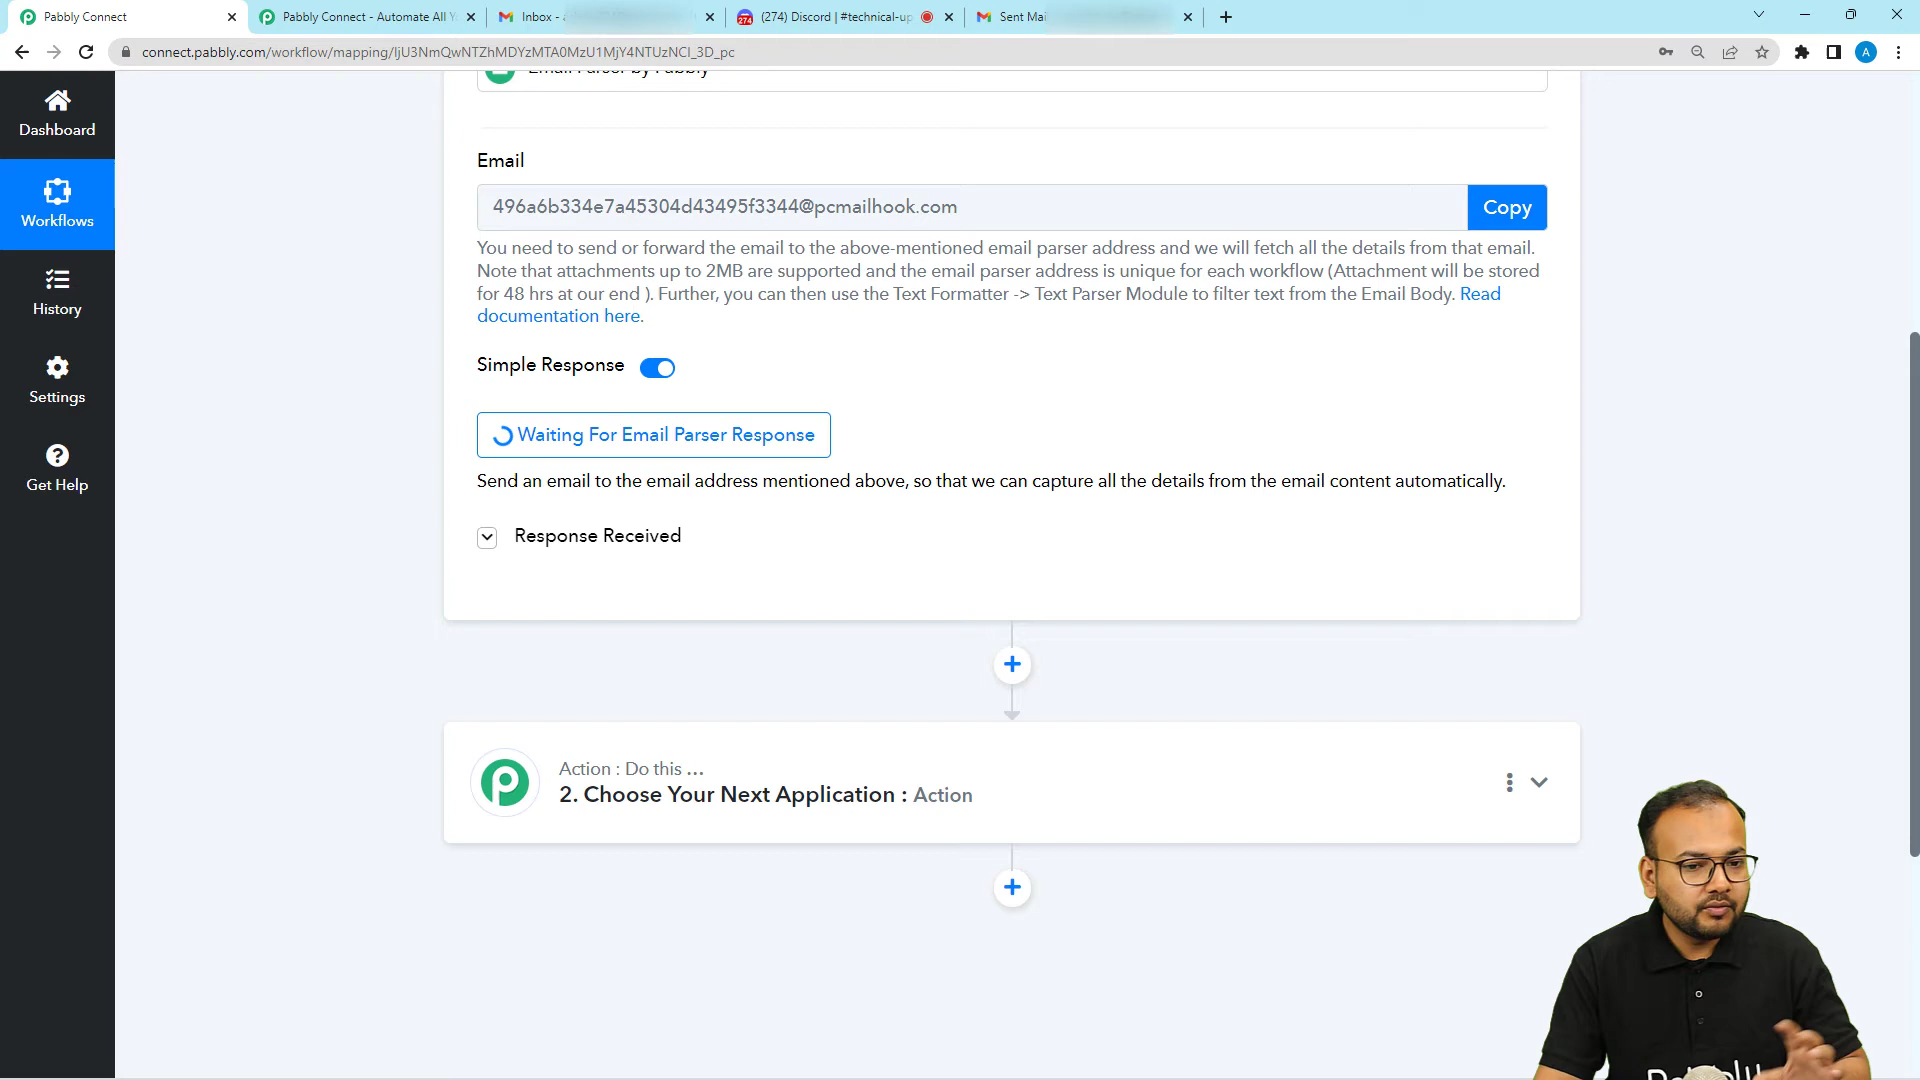 Pabbly Connect
Pabbly Connect - Automate All Y
Inbox -
(274) Discord | #technical-up
Sent Mai
connect.pabbly.com/workflow/mapping/IjU3NmQwNTZhMDYzMTA0MzU1MjY4NTUzNCI_3D_pc
A
Dashboard
Workflows
History
Settings
Get Help
Email Parser by Pabbly
Email
496a6b334e7a45304d43495f3344@pcmailhook.com
Copy
You need to send or forward the email to the above-mentioned email parser address and we will fetch all the details from that email.
Note that attachments up to 2MB are supported and the email parser address is unique for each workflow (Attachment will be stored
for 48 hrs at our end ). Further, you can then use the Text Formatter -> Text Parser Module to filter text from the Email Body. Read
documentation here.
Simple Response
Waiting For Email Parser Response
Send an email to the email address mentioned above, so that we can capture all the details from the email content automatically.
Response Received
Action : Do this ...
2. Choose Your Next Application : Action
Pabbly